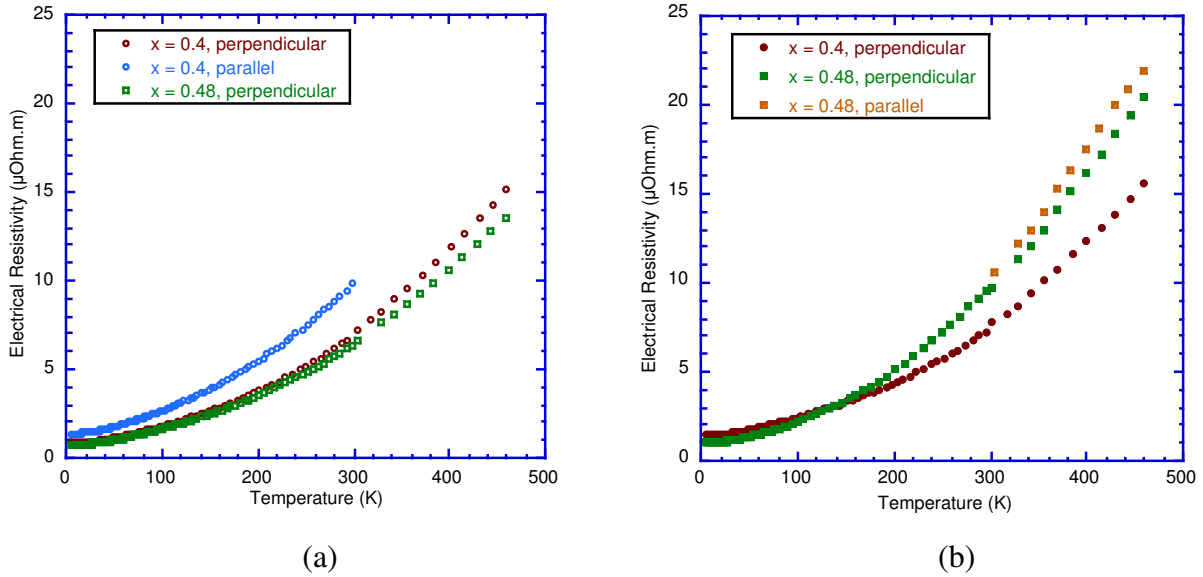 25
20
15
10
5
0
Electrical Resistivity (µOhm.m)
x = 0.4, perpendicular
x = 0.4, parallel
x = 0.48, perpendicular
0 100 200 300 400 500
Temperature (K)
(a)
25
20
15
10
5
0
Electrical Resistivity (µOhm.m)
x = 0.4, perpendicular
x = 0.48, perpendicular
x = 0.48, parallel
0 100 200 300 400 500
Temperature (K)
(b)